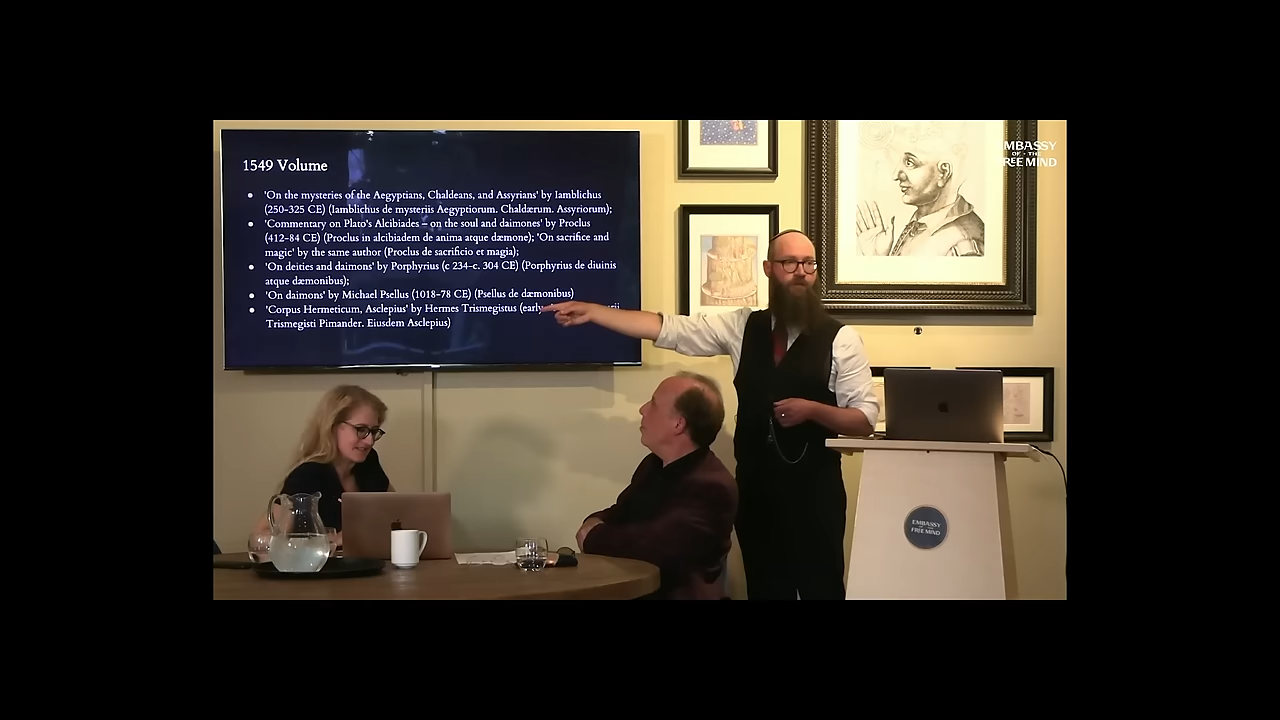 1549 Volume
'On the mysteries of the Aegyptians, Chaldeans, and Assyrians' by Iamblichus
(250–325 CE) (Iamblichus de mysteriis Aegyptiorum. Chaldærum. Assyriorum);
'Commentary on Plato's Alcibiades – on the soul and daimones' by Proclus
(412–84 CE) (Proclus in alcibiadem de anima atque dæmone); 'On sacrifice and
magic' by the same author (Proclus de sacrificio et magia);
'On deities and daimons' by Porphyrius (c 234–c. 304 CE) (Porphyrius de diuinis
atque dæmonibus);
'On daimons' by Michael Psellus (1018–78 CE) (Psellus de dæmonibus)
'Corpus Hermeticum, Asclepius' by Hermes Trismegistus (early
Trismegisti Pimander. Eiusdem Asclepius)
EMBASSY
OF THE
FREE MIND
EMBASSY
FREE MIND